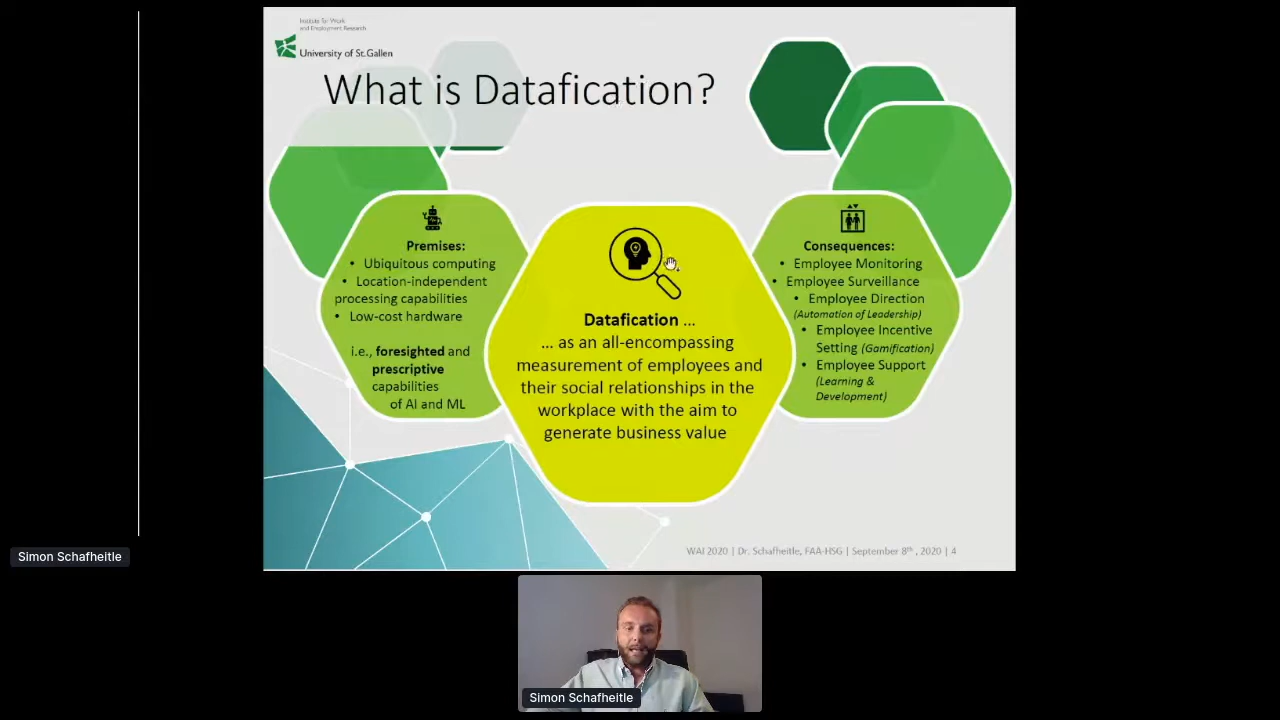 Institute for Work
and Employment Research
University of St.Gallen
What is Datafication?
Premises:
• Ubiquitous computing
• Location-independent
processing capabilities
• Low-cost hardware
i.e., foresighted and
prescriptive
capabilities
of AI and ML
Datafication ...
... as an all-encompassing
measurement of employees and
their social relationships in the
workplace with the aim to
generate business value
Consequences:
• Employee Monitoring
• Employee Surveillance
• Employee Direction
(Automation of Leadership)
• Employee Incentive
Setting (Gamification)
• Employee Support
(Learning &
Development)
WAI 2020 | Dr. Schafheitle, FAA-HSG | September 8th , 2020 | 4
Simon Schafheitle
Simon Schafheitle